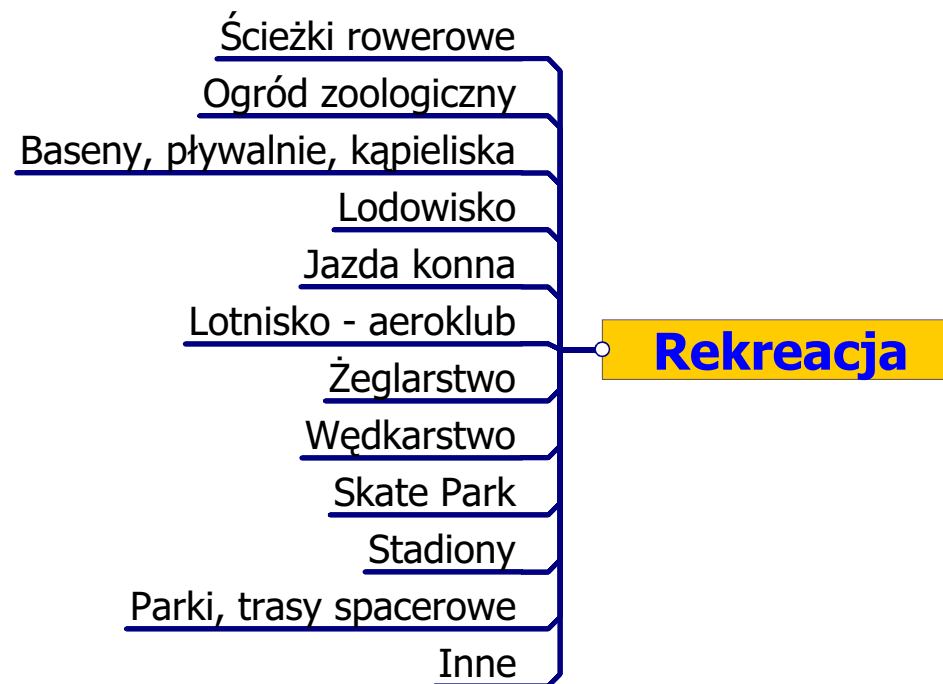 Ścieżki rowerowe
Ogród zoologiczny
Baseny, pływalnie, kąpieliska
Lodowisko
Jazda konna
Lotnisko - aeroklub
Żeglarstwo
Wędkarstwo
Skate Park
Stadiony
Parki, trasy spacerowe
Inne
Rekreacja